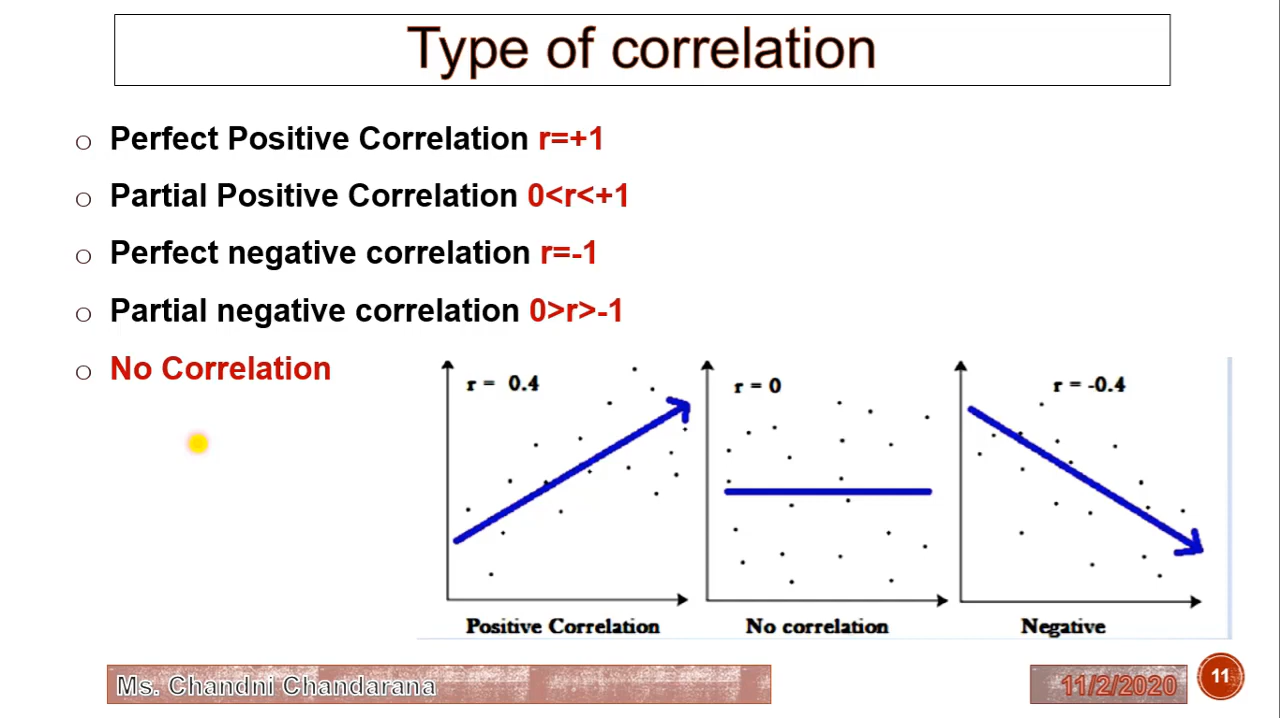 Type of correlation
Perfect Positive Correlation r=+1
Partial Positive Correlation 0<r<+1
Perfect negative correlation r=-1
Partial negative correlation 0>r>-1
No Correlation
r = 0.4
r = 0
r = -0.4
Positive Correlation
No correlation
Negative
Ms. Chandni Chandarana
11/2/2020
11